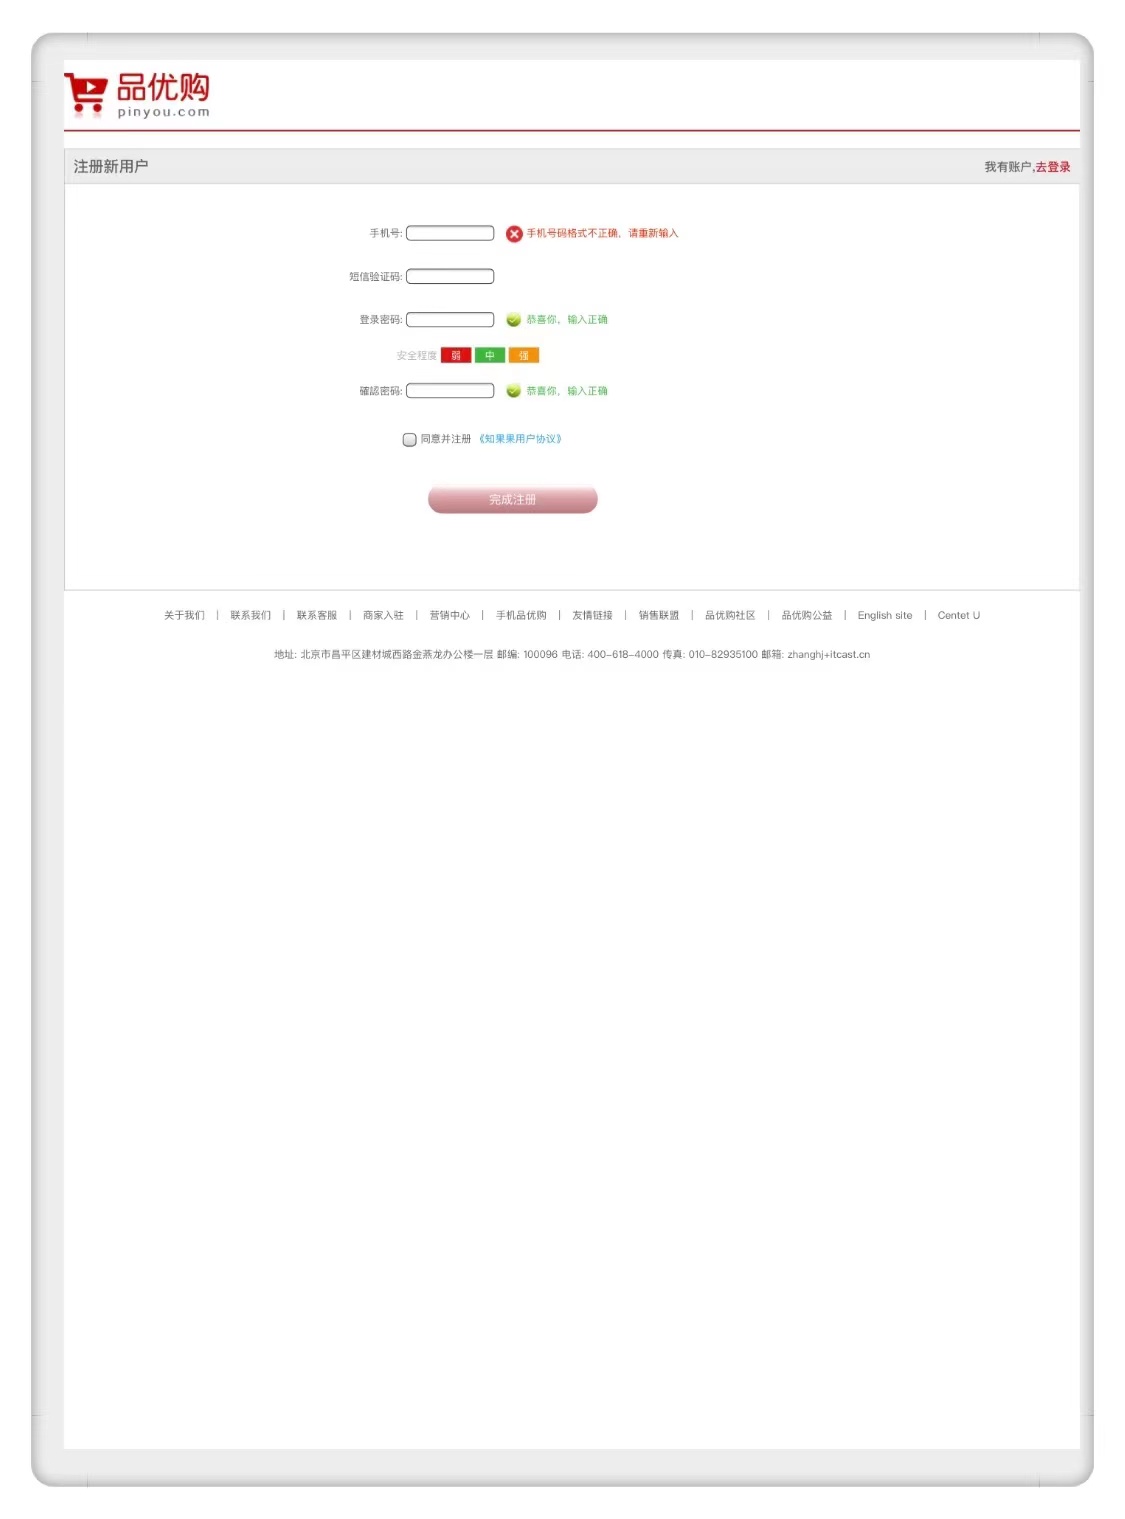 品优购
pinyou.com
注册新用户
我有账户,去登录
手机号: 手机号码格式不正确，请重新输入
短信验证码:
登录密码: 恭喜你，输入正确
安全程度 弱 中 强
確認密码: 恭喜你，输入正确
同意并注册 《知果果用户协议》
完成注册
关于我们 | 联系我们 | 联系客服 | 商家入驻 | 营销中心 | 手机品优购 | 友情链接 | 销售联盟 | 品优购社区 | 品优购公益 | English site | Centet U
地址: 北京市昌平区建材城西路金燕龙办公楼一层 邮编: 100096 电话: 400-618-4000 传真: 010-82935100 邮箱: zhanghj+itcast.cn